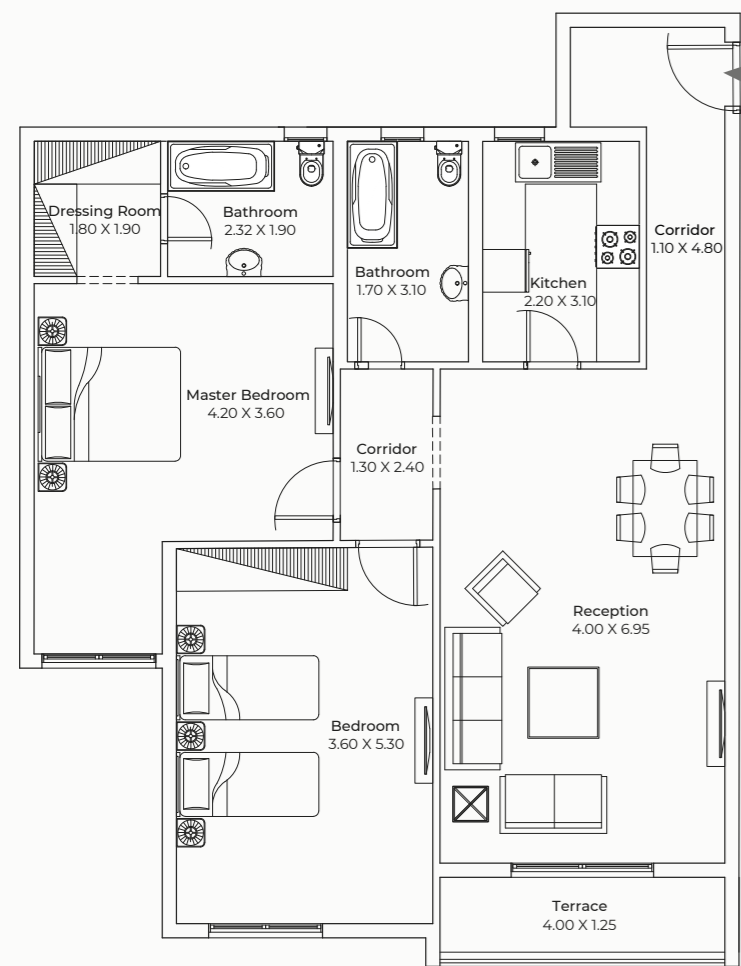 Dressing Room
1.80 X 1.90
Bathroom
2.32 X 1.90
Corridor
1.10 X 4.80
Bathroom
1.70 X 3.10
Kitchen
2.20 X 3.10
Master Bedroom
4.20 X 3.60
Corridor
1.30 X 2.40
Reception
4.00 X 6.95
Bedroom
3.60 X 5.30
Terrace
4.00 X 1.25